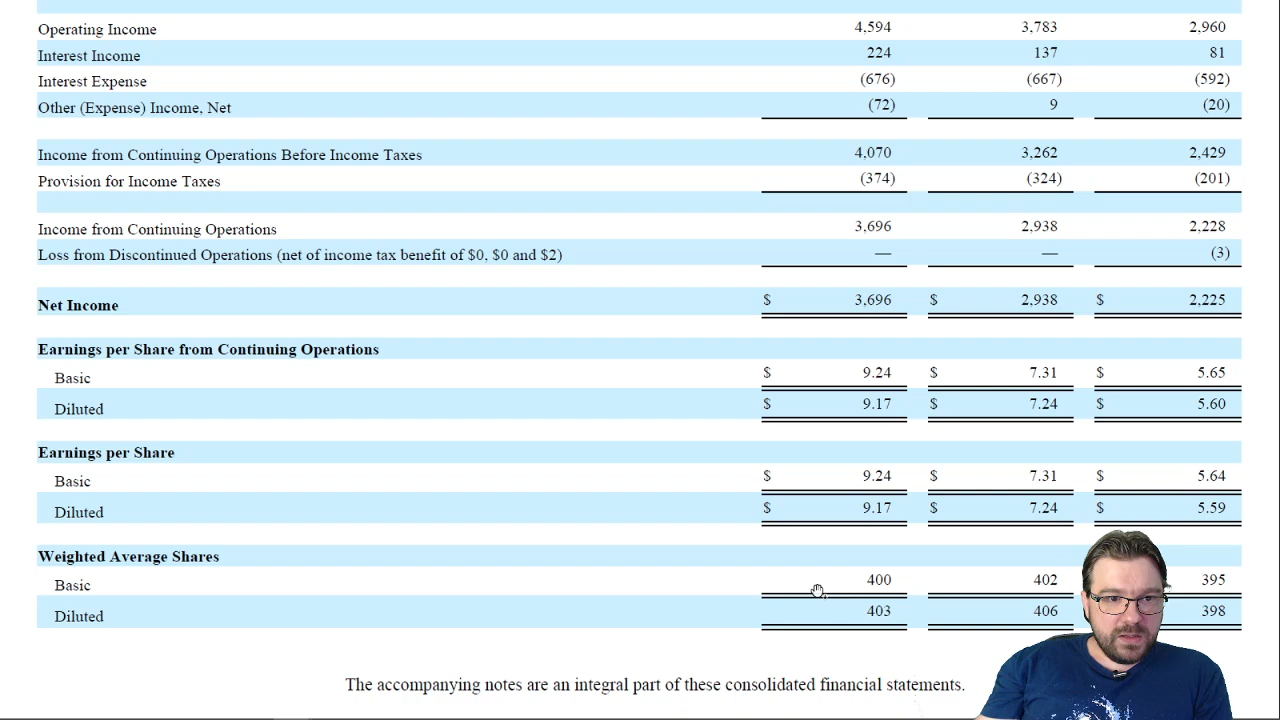 Operating Income 4,594 3,783 2,960
Interest Income 224 137 81
Interest Expense (676) (667) (592)
Other (Expense) Income, Net (72) 9 (20)
Income from Continuing Operations Before Income Taxes 4,070 3,262 2,429
Provision for Income Taxes (374) (324) (201)
Income from Continuing Operations 3,696 2,938 2,228
Loss from Discontinued Operations (net of income tax benefit of $0, $0 and $2) — — (3)
Net Income $ 3,696 $ 2,938 $ 2,225
Earnings per Share from Continuing Operations
Basic $ 9.24 $ 7.31 $ 5.65
Diluted $ 9.17 $ 7.24 $ 5.60
Earnings per Share
Basic $ 9.24 $ 7.31 $ 5.64
Diluted $ 9.17 $ 7.24 $ 5.59
Weighted Average Shares
Basic 400 402 395
Diluted 403 406 398
The accompanying notes are an integral part of these consolidated financial statements.